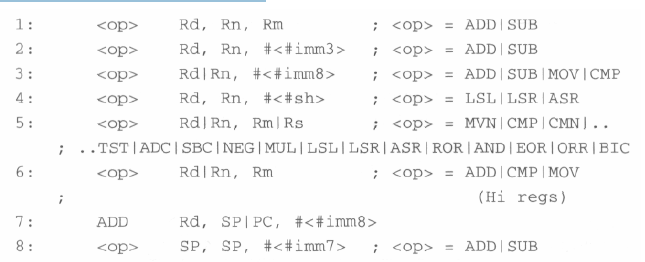 1: <op> Rd, Rn, Rm ; <op> = ADD|SUB
2: <op> Rd, Rn, #<#imm3> ; <op> = ADD|SUB
3: <op> Rd|Rn, #<#imm8> ; <op> = ADD|SUB|MOV|CMP
4: <op> Rd, Rn, #<#sh> ; <op> = LSL|LSR|ASR
5: <op> Rd|Rn, Rm|Rs ; <op> = MVN|CMP|CMN|..
; ..TST|ADC|SBC|NEG|MUL|LSL|LSR|ASR|ROR|AND|EOR|ORR|BIC
6: <op> Rd|Rn, Rm ; <op> = ADD|CMP|MOV
; (Hi regs)
7: ADD Rd, SP|PC, #<#imm8>
8: <op> SP, SP, #<#imm7> ; <op> = ADD|SUB